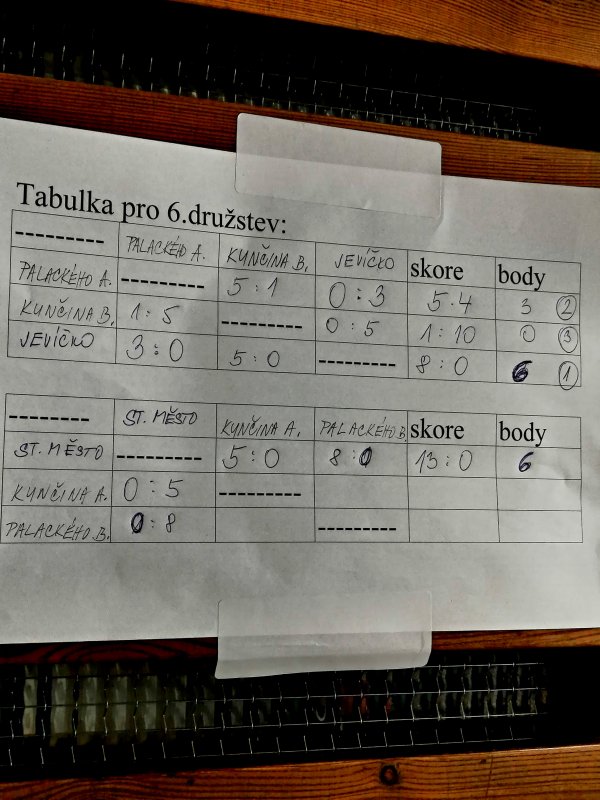 Tabulka pro 6.družstev:
--------- PALACKÉHO A. KUNČINA B. JEVÍČKO skore body
PALACKÉHO A. --------- 5:1 0:3 5.4 3 2
KUNČINA B. 1:5 --------- 0:5 1:10 0 3
JEVÍČKO 3:0 5:0 --------- 8:0 6 1
--------- ST. MĚSTO KUNČINA A. PALACKÉHO B skore body
ST. MĚSTO --------- 5:0 8:0 13:0 6
KUNČINA A. 0:5 ---------
PALACKÉHO B. 0:8 ---------